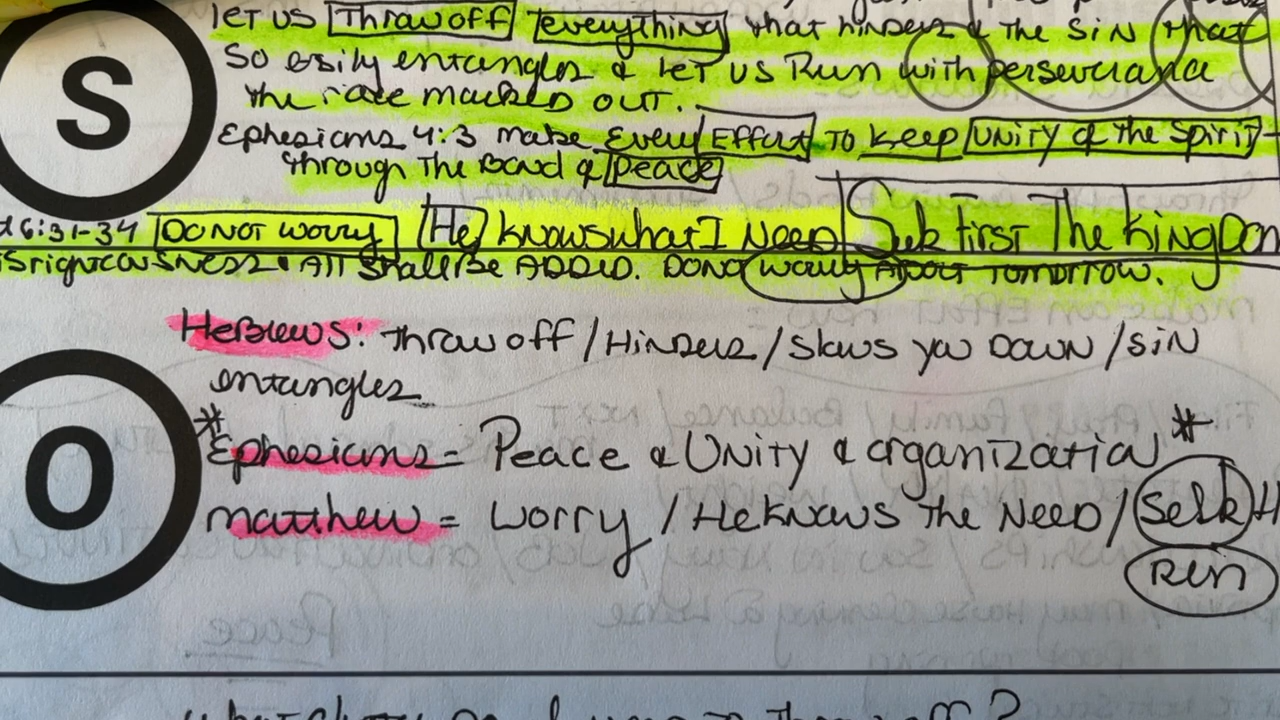 S
let us Throw off everything that hinders & the sin that
so easily entangles & let us Run with perseverance
the race marked out.
Ephesians 4:3 make Every Effort to keep Unity of the Spirit
through the Bond of peace
6:31-34 DO NOT worry He knows what I Need Seek First The Kingdom
righteousness & All shall be ADDED. DO NOT worry About Tomorrow.
O
Hebrews: Throw off / Hinders / Slows you Down / sin
entangles
*Ephesians = Peace & Unity & organization *
matthew = worry / He Knows the Need / Seek
Run